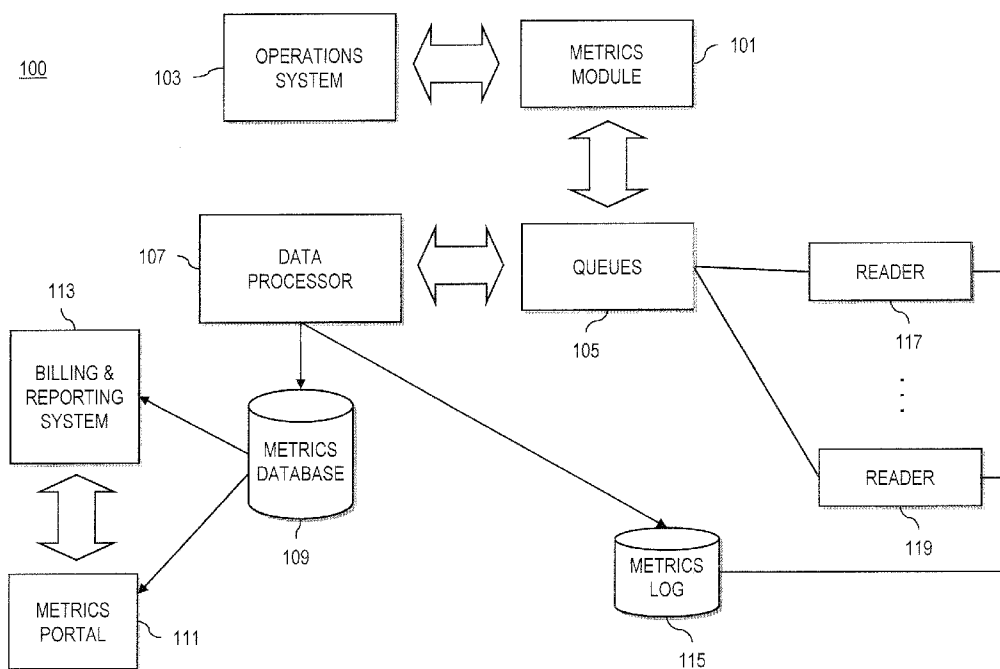 100
103
OPERATIONS
SYSTEM
METRICS
MODULE
101
107
DATA
PROCESSOR
QUEUES
105
READER
117
113
BILLING &
REPORTING
SYSTEM
METRICS
DATABASE
109
READER
119
METRICS
PORTAL
111
METRICS
LOG
115